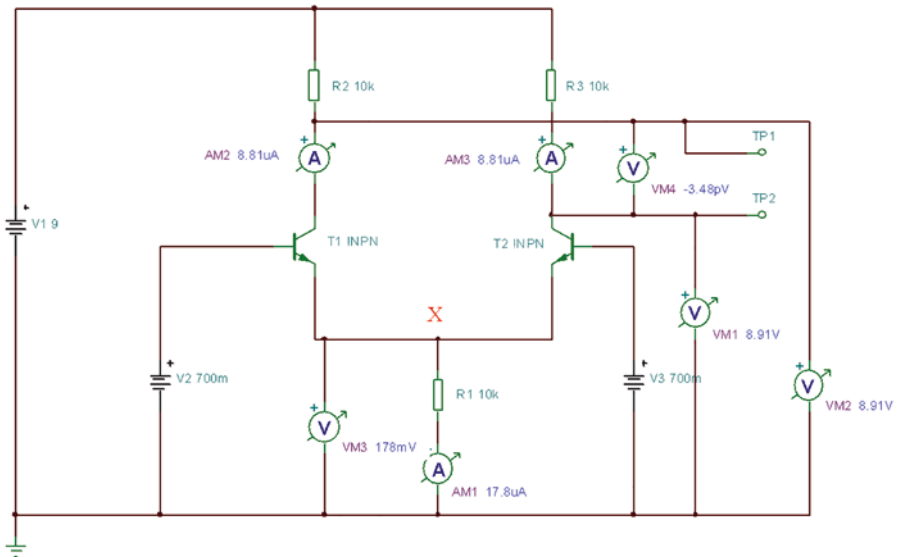 R2 10k
R3 10k
TP1
AM2 8.81uA
A
AM3 8.81uA
A
V
VM4 -3.48pV
TP2
V1 9
T1 INPN
T2 INPN
X
V
VM1 8.91V
V2 700m
V3 700m
R1 10k
V
VM2 8.91V
V
VM3 178mV
A
AM1 17.8uA